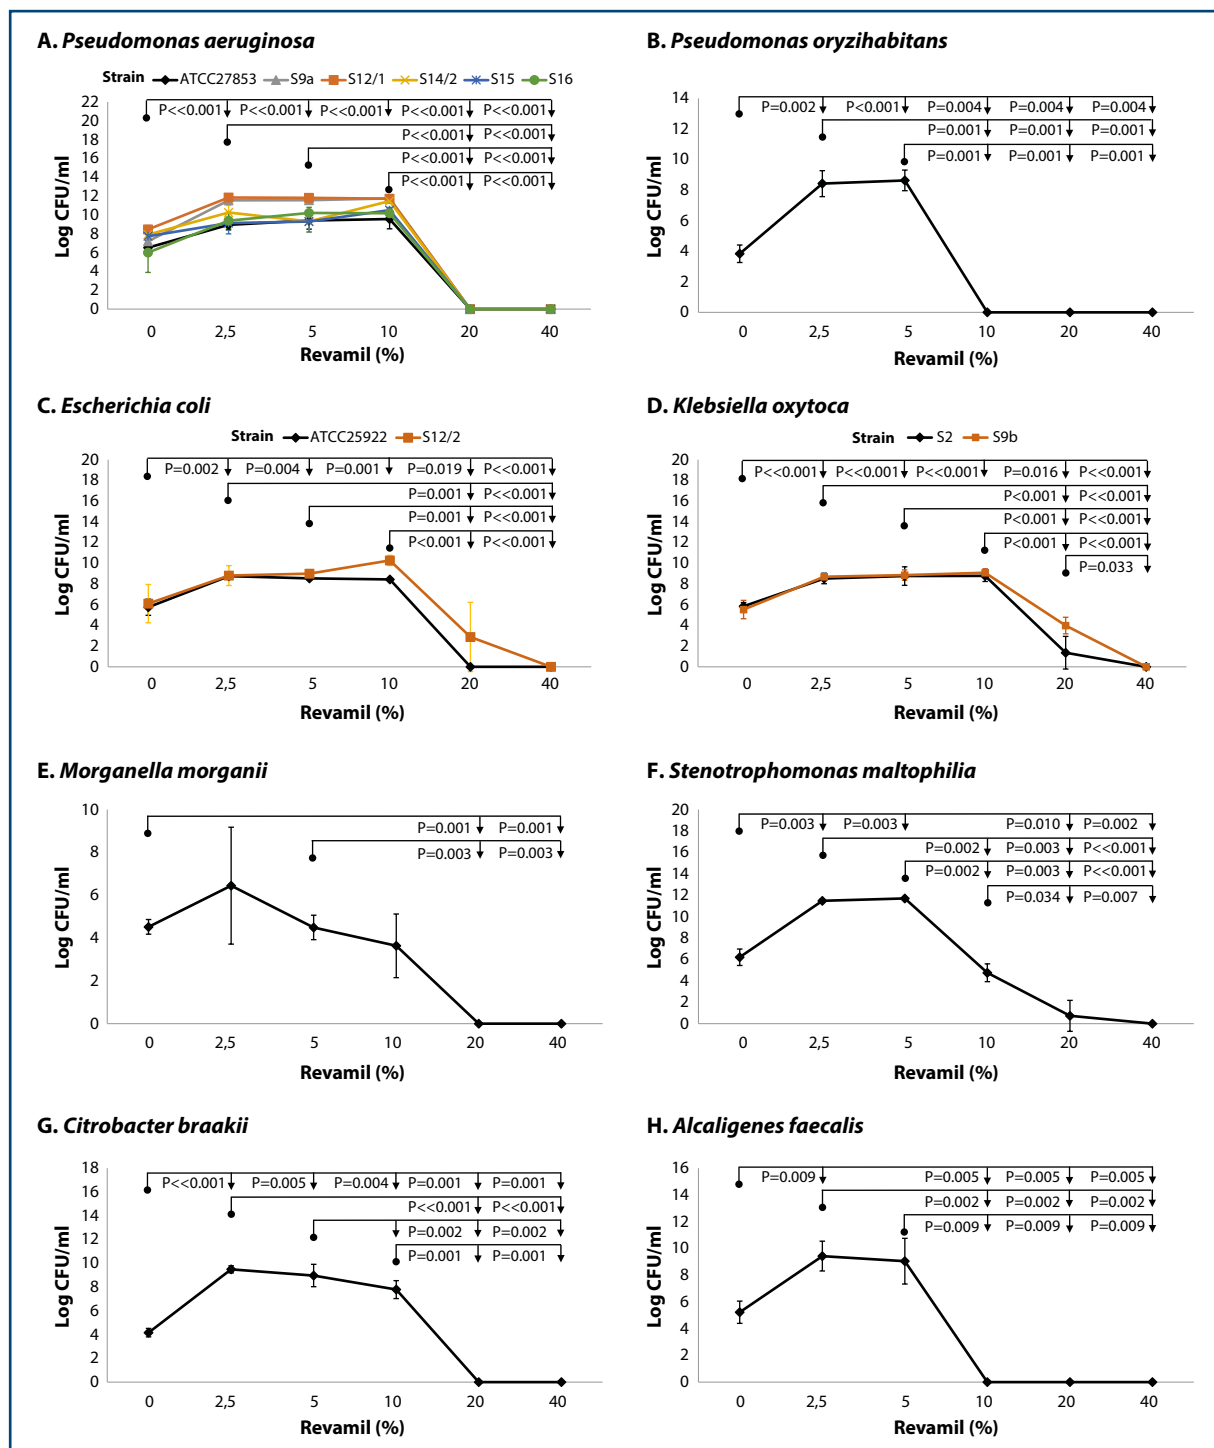 A. Pseudomonas aeruginosa
Strain ATCC27853 S9a S12/1 S14/2 S15 S16
22
20
18
16
14
12
10
8
6
4
2
0
Log CFU/ml
P<<0.001 P<<0.001 P<<0.001 P<<0.001 P<<0.001
P<<0.001 P<<0.001
P<<0.001 P<<0.001
P<<0.001 P<<0.001
0 2,5 5 10 20 40
Revamil (%)
B. Pseudomonas oryzihabitans
14
12
10
8
6
4
2
0
Log CFU/ml
P=0.002 P<0.001 P=0.004 P=0.004 P=0.004
P=0.001 P=0.001 P=0.001
P=0.001 P=0.001 P=0.001
0 2,5 5 10 20 40
Revamil (%)
C. Escherichia coli
Strain ATCC25922 S12/2
20
18
16
14
12
10
8
6
4
2
0
Log CFU/ml
P=0.002 P=0.004 P=0.001 P=0.019 P<<0.001
P=0.001 P<<0.001
P=0.001 P<<0.001
P<0.001 P<<0.001
0 2,5 5 10 20 40
Revamil (%)
D. Klebsiella oxytoca
Strain S2 S9b
20
18
16
14
12
10
8
6
4
2
0
Log CFU/ml
P<<0.001 P<<0.001 P<<0.001 P=0.016 P<<0.001
P<0.001 P<<0.001
P<0.001 P<<0.001
P<0.001 P<<0.001
P=0.033
0 2,5 5 10 20 40
Revamil (%)
E. Morganella morganii
10
8
6
4
2
0
Log CFU/ml
P=0.001 P=0.001
P=0.003 P=0.003
0 2,5 5 10 20 40
Revamil (%)
F. Stenotrophomonas maltophilia
20
18
16
14
12
10
8
6
4
2
0
Log CFU/ml
P=0.003 P=0.003 P=0.010 P=0.002
P=0.002 P=0.003 P<<0.001
P=0.002 P=0.003 P<<0.001
P=0.034 P=0.007
0 2,5 5 10 20 40
Revamil (%)
G. Citrobacter braakii
18
16
14
12
10
8
6
4
2
0
Log CFU/ml
P<<0.001 P=0.005 P=0.004 P=0.001 P=0.001
P<<0.001 P<<0.001
P=0.002 P=0.002
P=0.001 P=0.001
0 2,5 5 10 20 40
Revamil (%)
H. Alcaligenes faecalis
16
14
12
10
8
6
4
2
0
Log CFU/ml
P=0.009 P=0.005 P=0.005 P=0.005
P=0.002 P=0.002 P=0.002
P=0.009 P=0.009 P=0.009
0 2,5 5 10 20 40
Revamil (%)